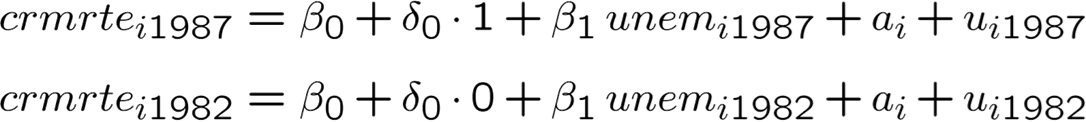 crmrte_{i1987} = β_0 + δ_0 · 1 + β_1 unem_{i1987} + a_i + u_{i1987}
crmrte_{i1982} = β_0 + δ_0 · 0 + β_1 unem_{i1982} + a_i + u_{i1982}